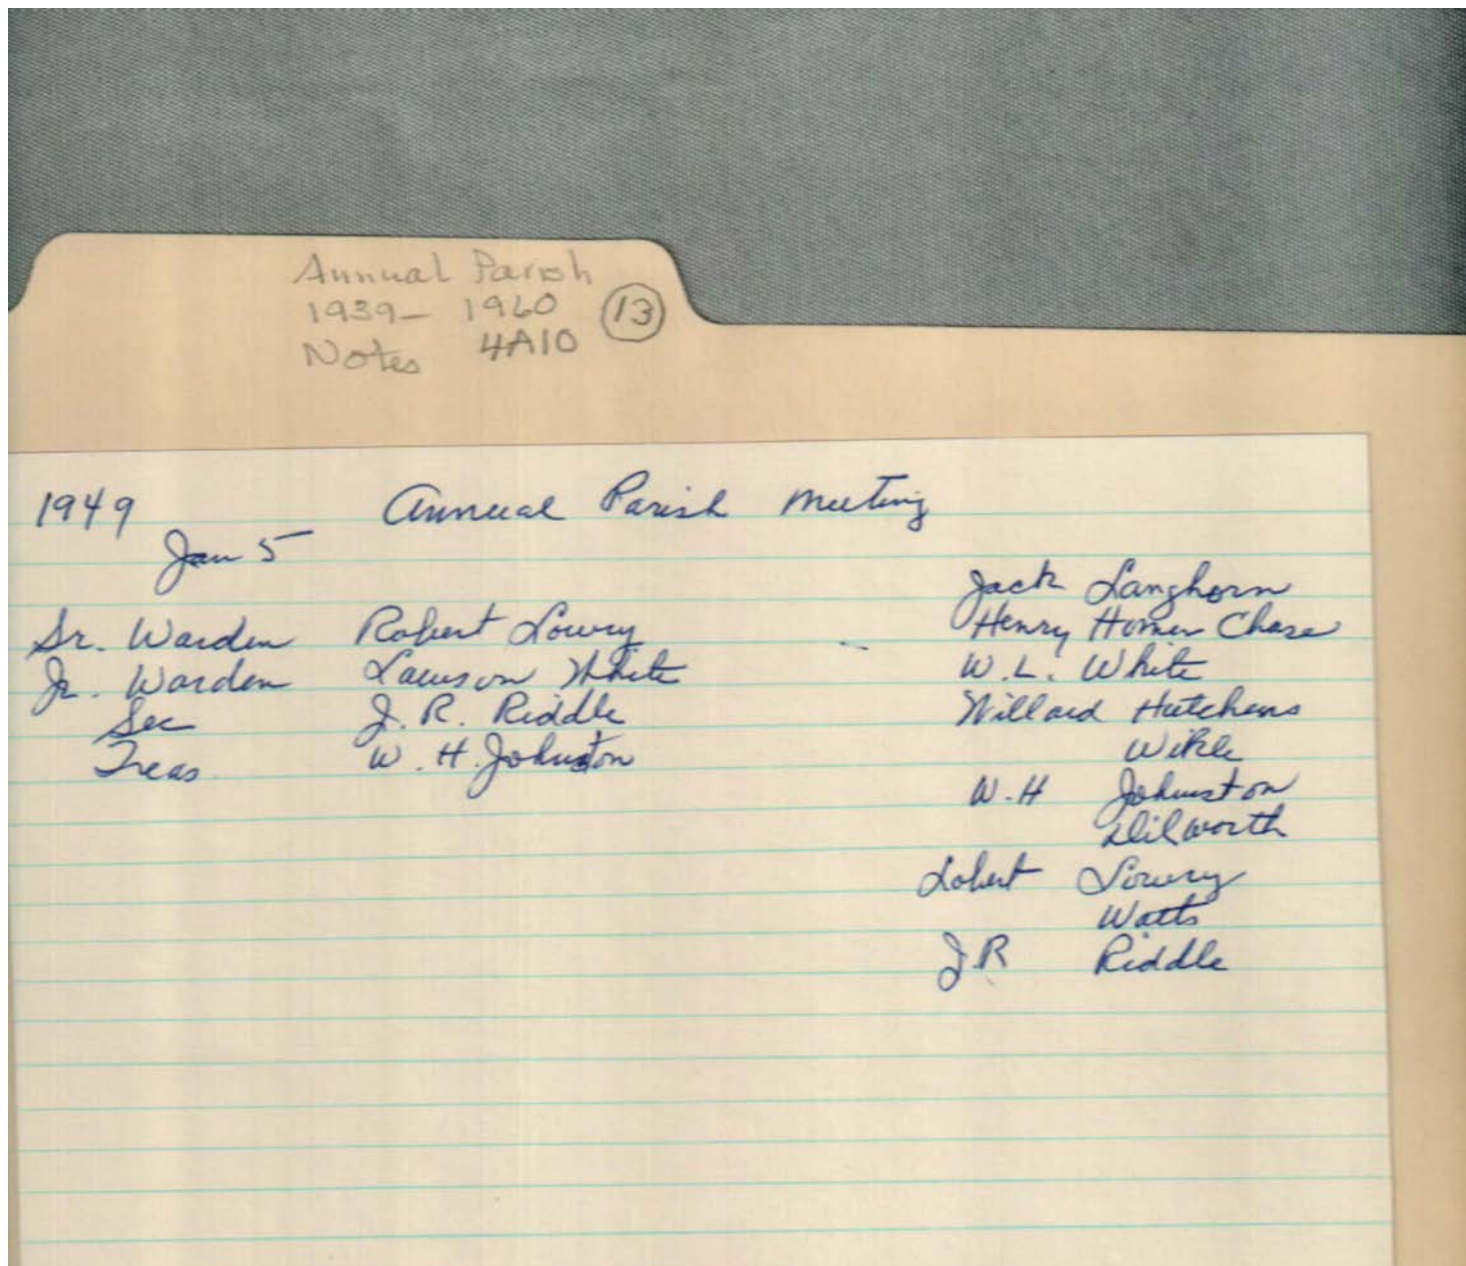 Annual Parish
1939- 1960 13
Notes 4A10
1949 Annual Parish Meeting
Jan 5
Jack Langhorn
Sr. Warden Robert Lowry Henry Homer Chase
Jr. Warden Lawson White W.L. White
Sec J. R. Riddle Willard Hutchens
Wikle
Treas. W. H. Johnston
W.H Johnston
Dilworth
Robert Lowry
Watts
J.R Riddle